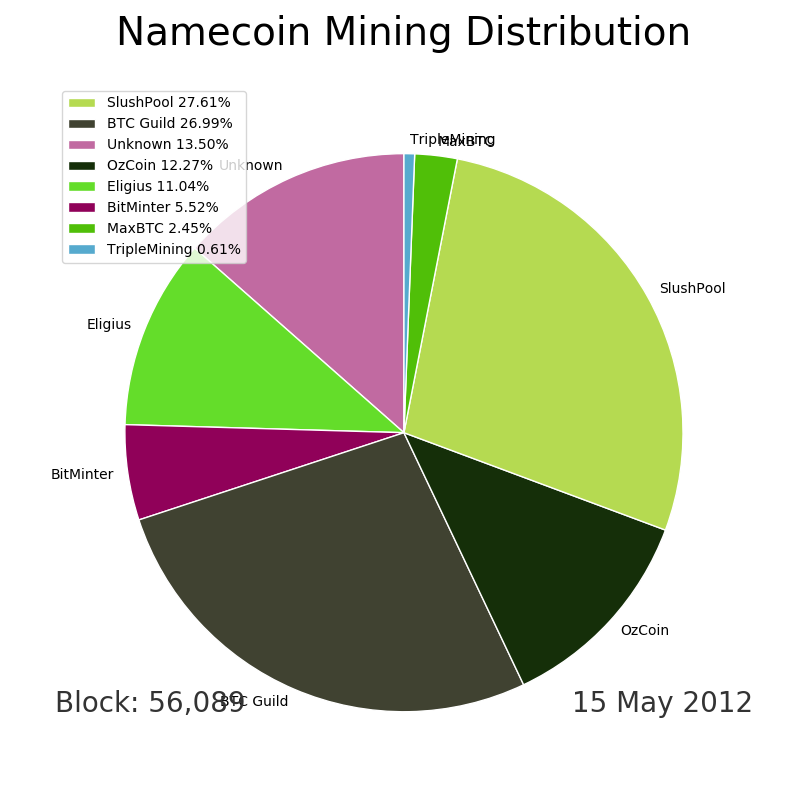 Namecoin Mining Distribution
SlushPool 27.61%
BTC Guild 26.99%
Unknown 13.50%
OzCoin 12.27%
Eligius 11.04%
BitMinter 5.52%
MaxBTC 2.45%
TripleMining 0.61%
TripleMining
MaxBTC
Unknown
SlushPool
Eligius
BitMinter
OzCoin
BTC Guild
Block: 56,089
15 May 2012